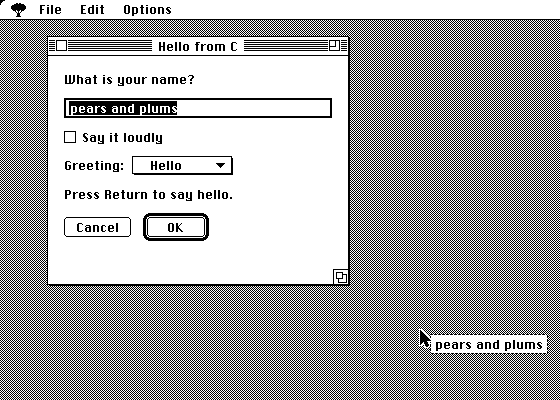 File Edit Options
Hello from C
What is your name?
pears and plums
Say it loudly
Greeting: Hello
Press Return to say hello.
Cancel OK
pears and plums